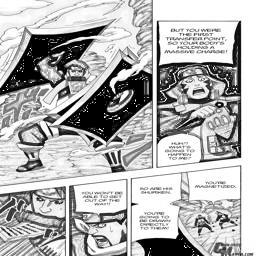 BUT YOU WERE
THE FIRST
TRANSFER POINT,
SO YOUR BODY'S
HOLDING A
MASSIVE CHARGE!
HUH?!
WHAT'S
GOING TO
HAPPEN
TO ME?
YOU WON'T BE
ABLE TO GET
OUT OF THE
WAY!!
SO ARE HIS
SHURIKEN.
YOU'RE
GOING TO
BE DRAWN
DIRECTLY
TO THEM!
YOU'RE
MAGNETIZED.